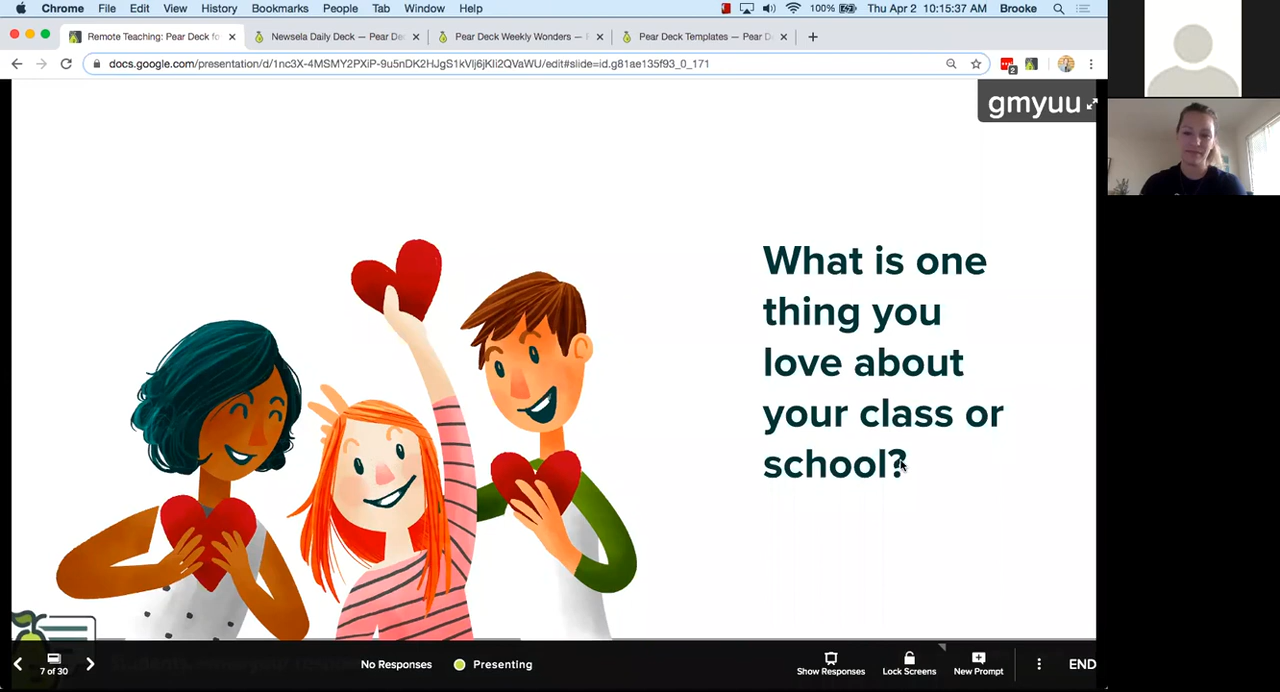 Chrome File Edit View History Bookmarks People Tab Window Help 100% Thu Apr 2 10:15:37 AM Brooke
Remote Teaching: Pear Deck fo Newsela Daily Deck — Pear De Pear Deck Weekly Wonders — Pear Deck Templates — Pear D
docs.google.com/presentation/d/1nc3X-4MSMY2PXiP-9u5nDK2HJgS1kVlj6jKli2QVaWU/edit#slide=id.g81ae135f93_0_171
2
gmyuu
What is one
thing you
love about
your class or
school?
7 of 30
No Responses
Presenting
Show Responses
Lock Screens
New Prompt
END